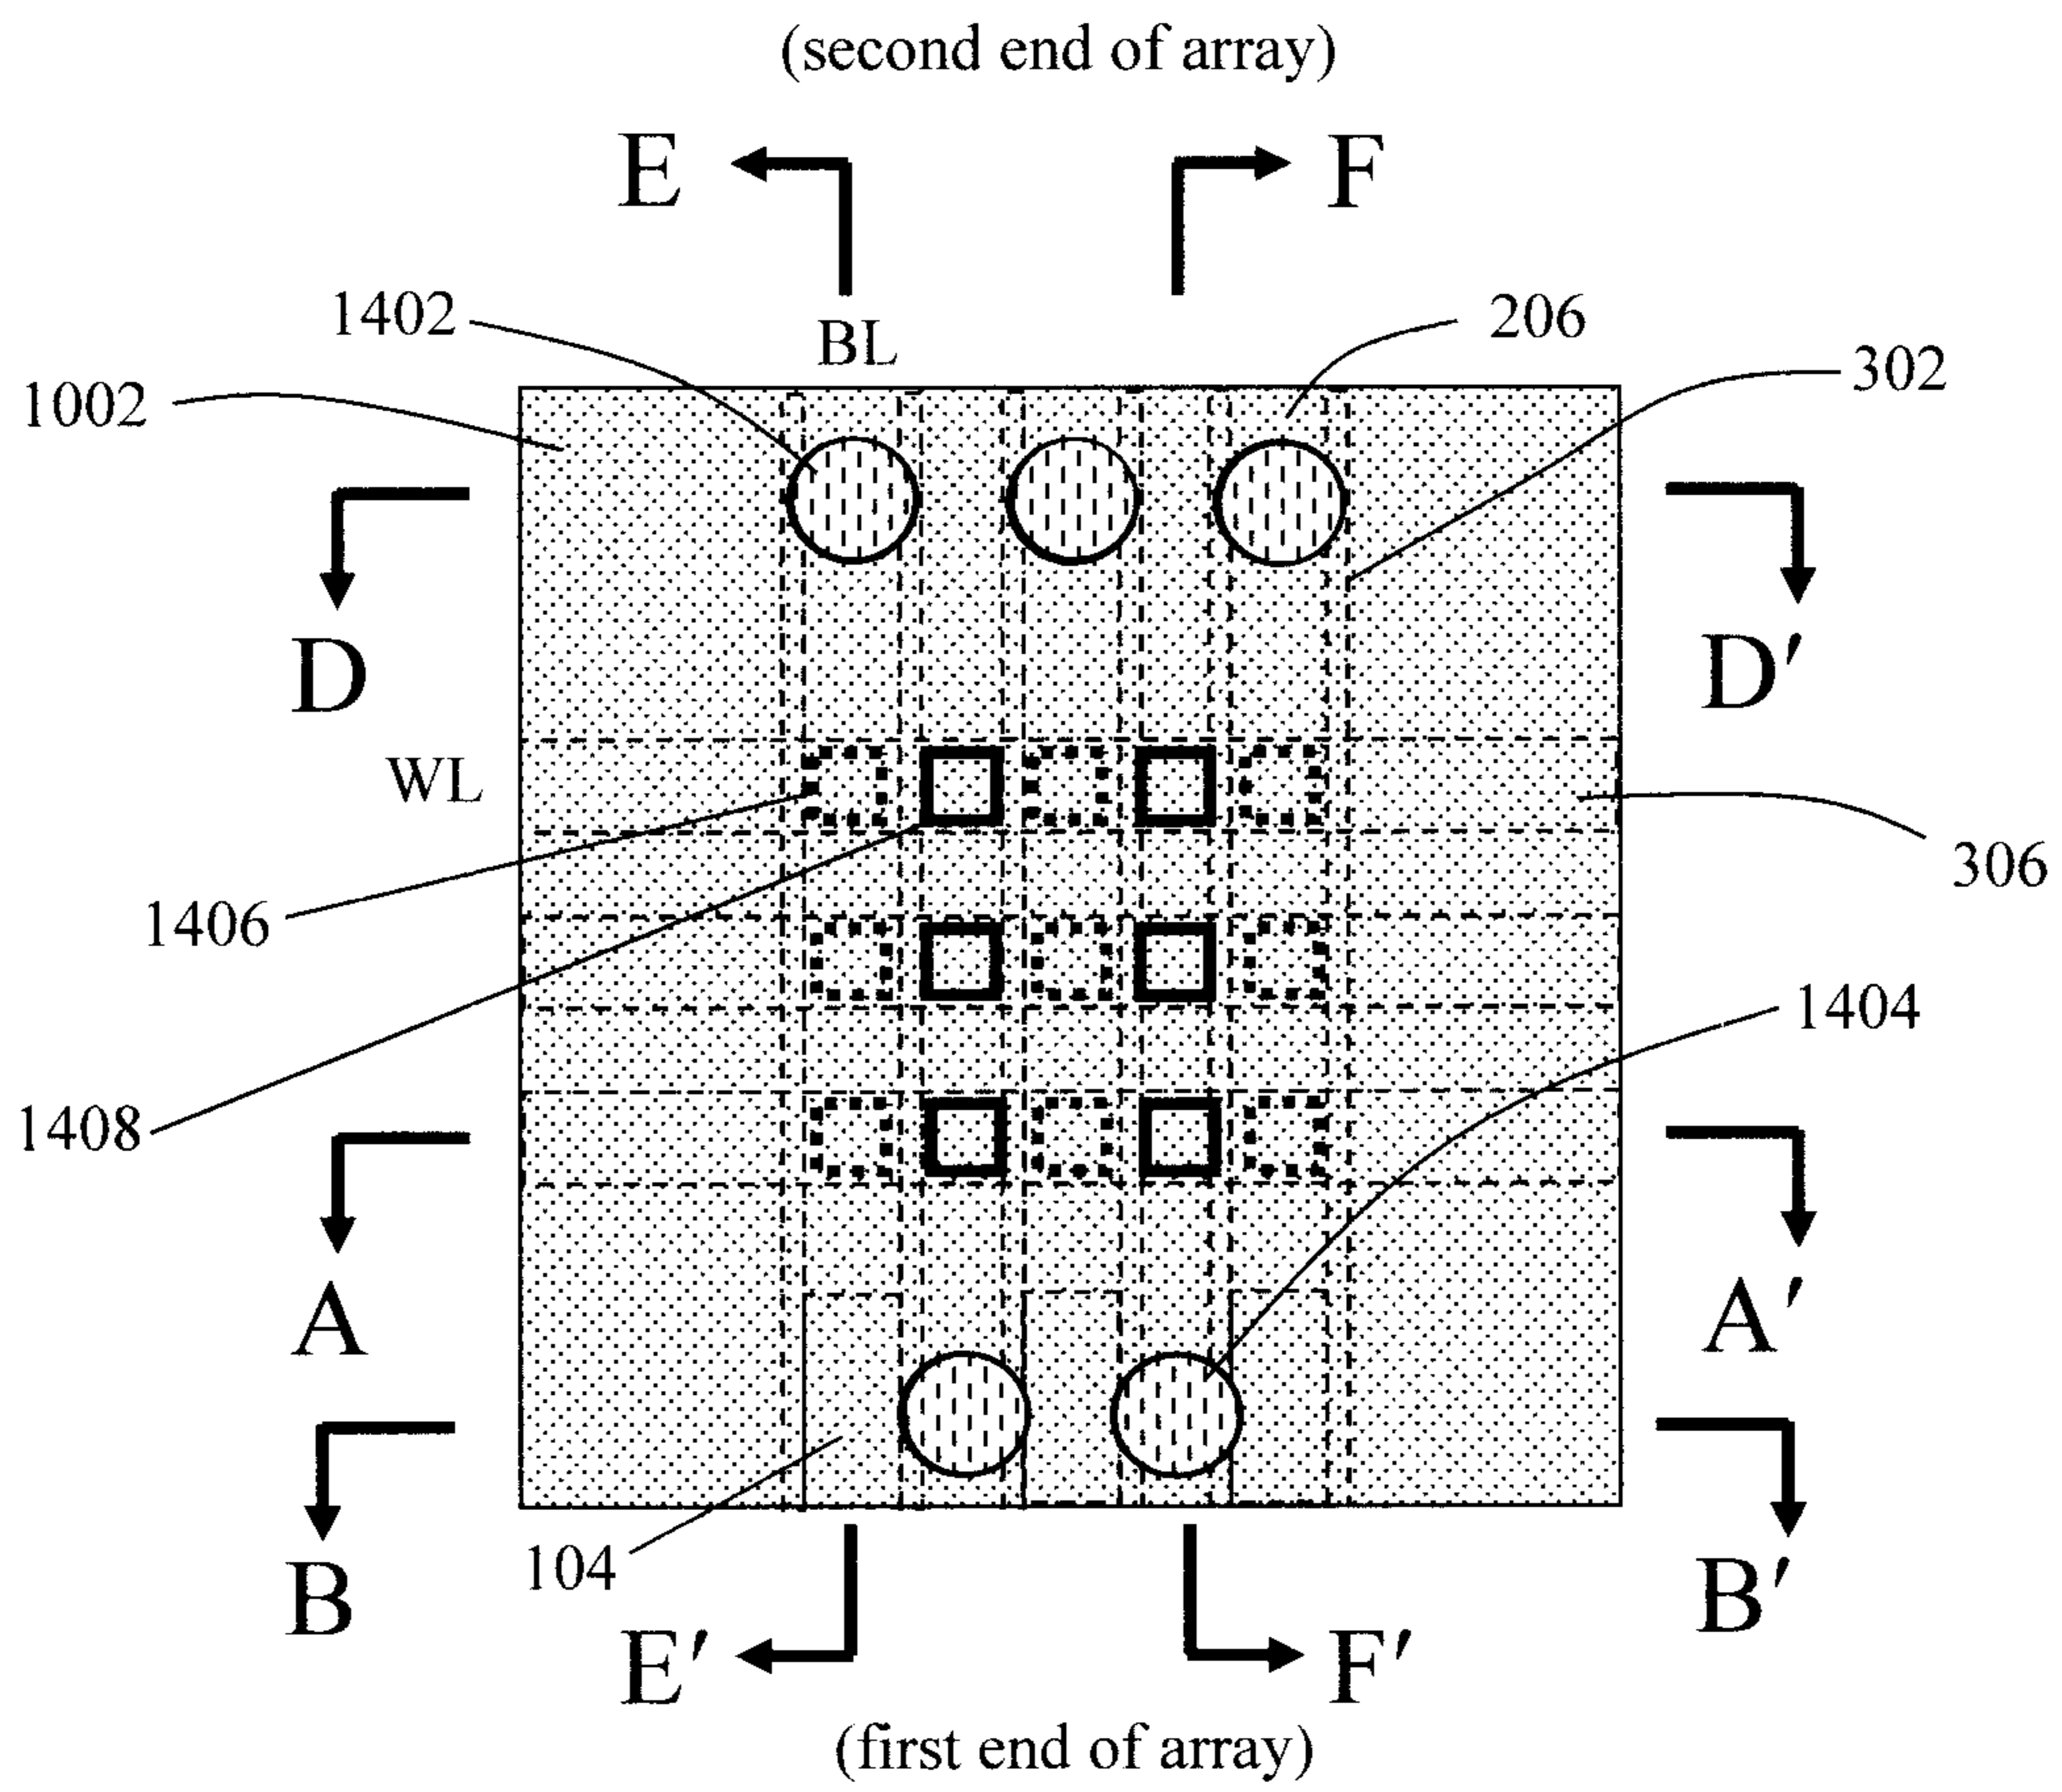 (second end of array)
E
F
1402
BL
206
302
1002
D
D′
WL
306
1406
1404
1408
A
A′
104
B
B′
E′
F′
(first end of array)